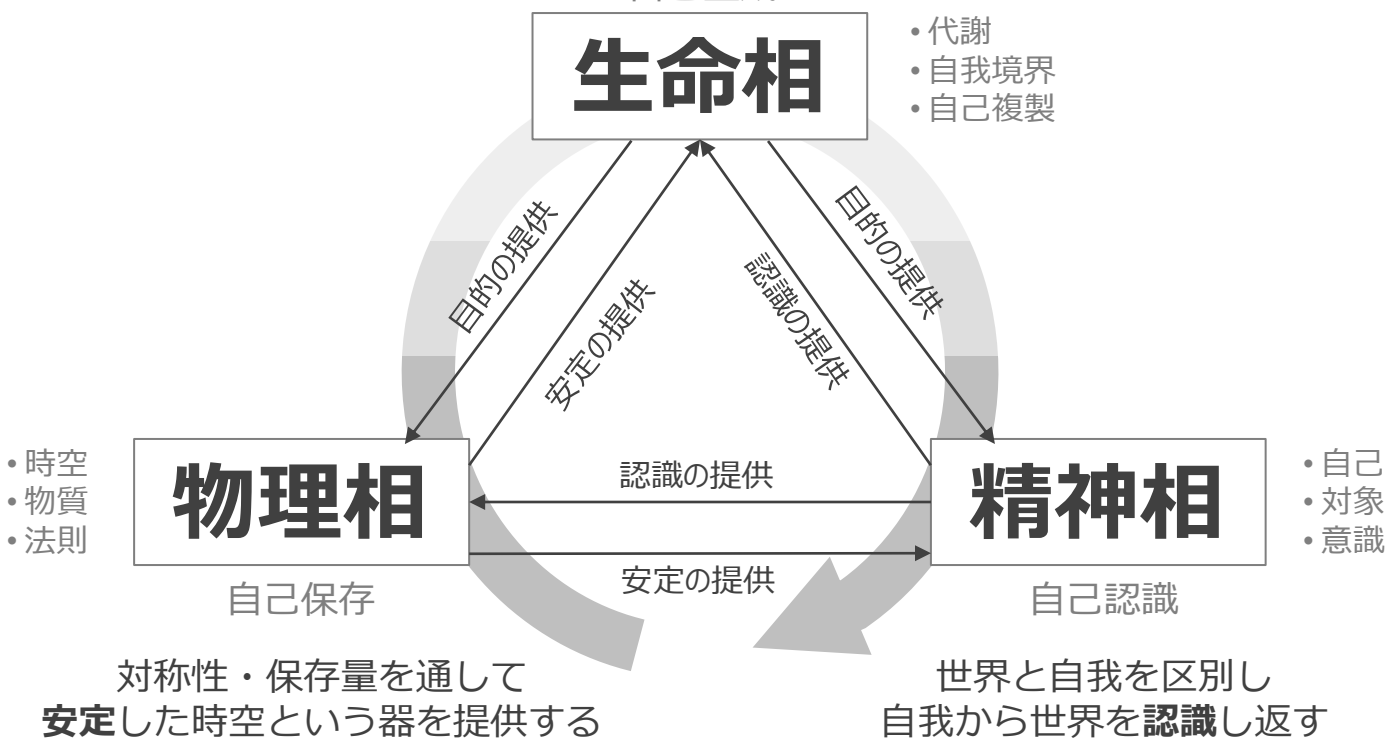 生命相
• 代謝
• 自我境界
• 自己複製
目的の提供
安定の提供
認識の提供
目的の提供
• 時空
• 物質
• 法則
物理相
認識の提供
安定の提供
精神相
• 自己
• 対象
• 意識
自己保存
自己認識
対称性・保存量を通して
安定した時空という器を提供する
世界と自我を区別し
自我から世界を認識し返す